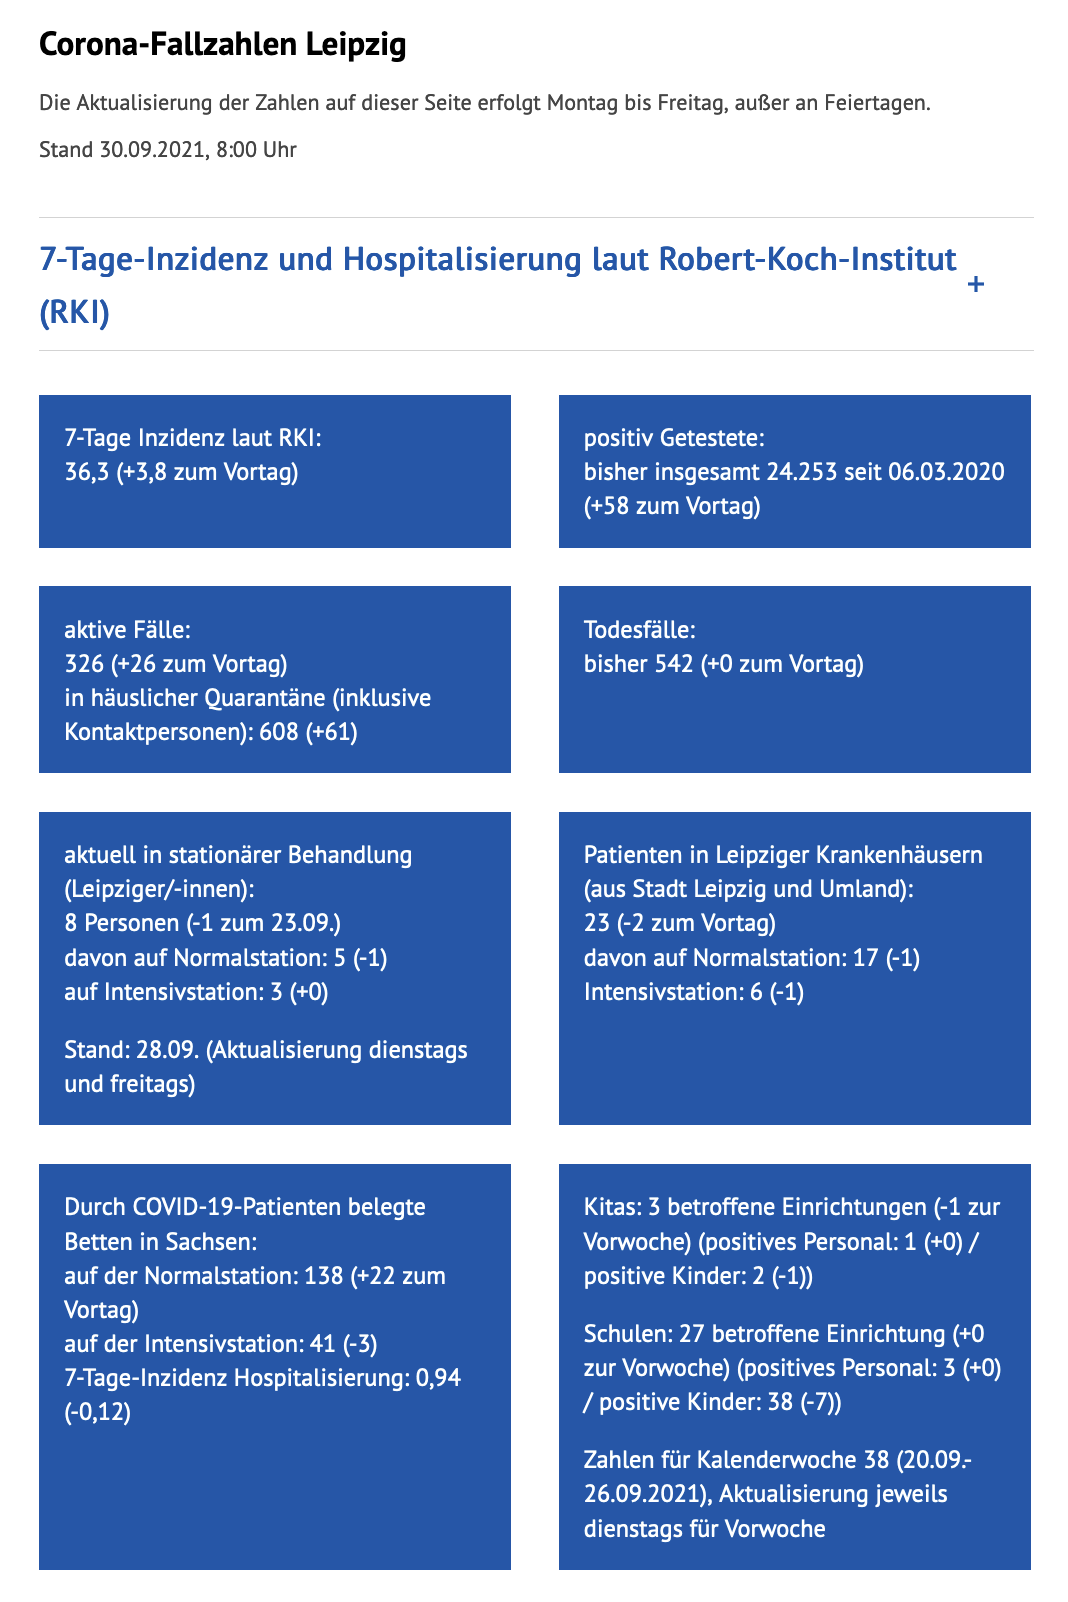 Corona-Fallzahlen Leipzig
Die Aktualisierung der Zahlen auf dieser Seite erfolgt Montag bis Freitag, außer an Feiertagen.
Stand 30.09.2021, 8:00 Uhr
7-Tage-Inzidenz und Hospitalisierung laut Robert-Koch-Institut
(RKI)
+
7-Tage Inzidenz laut RKI:
36,3 (+3,8 zum Vortag)
positiv Getestete:
bisher insgesamt 24.253 seit 06.03.2020
(+58 zum Vortag)
aktive Fälle:
326 (+26 zum Vortag)
in häuslicher Quarantäne (inklusive
Kontaktpersonen): 608 (+61)
Todesfälle:
bisher 542 (+0 zum Vortag)
aktuell in stationärer Behandlung
(Leipziger/-innen):
8 Personen (-1 zum 23.09.)
davon auf Normalstation: 5 (-1)
auf Intensivstation: 3 (+0)
Stand: 28.09. (Aktualisierung dienstags
und freitags)
Patienten in Leipziger Krankenhäusern
(aus Stadt Leipzig und Umland):
23 (-2 zum Vortag)
davon auf Normalstation: 17 (-1)
Intensivstation: 6 (-1)
Durch COVID-19-Patienten belegte
Betten in Sachsen:
auf der Normalstation: 138 (+22 zum
Vortag)
auf der Intensivstation: 41 (-3)
7-Tage-Inzidenz Hospitalisierung: 0,94
(-0,12)
Kitas: 3 betroffene Einrichtungen (-1 zur
Vorwoche) (positives Personal: 1 (+0) /
positive Kinder: 2 (-1))
Schulen: 27 betroffene Einrichtung (+0
zur Vorwoche) (positives Personal: 3 (+0)
/ positive Kinder: 38 (-7))
Zahlen für Kalenderwoche 38 (20.09.-
26.09.2021), Aktualisierung jeweils
dienstags für Vorwoche